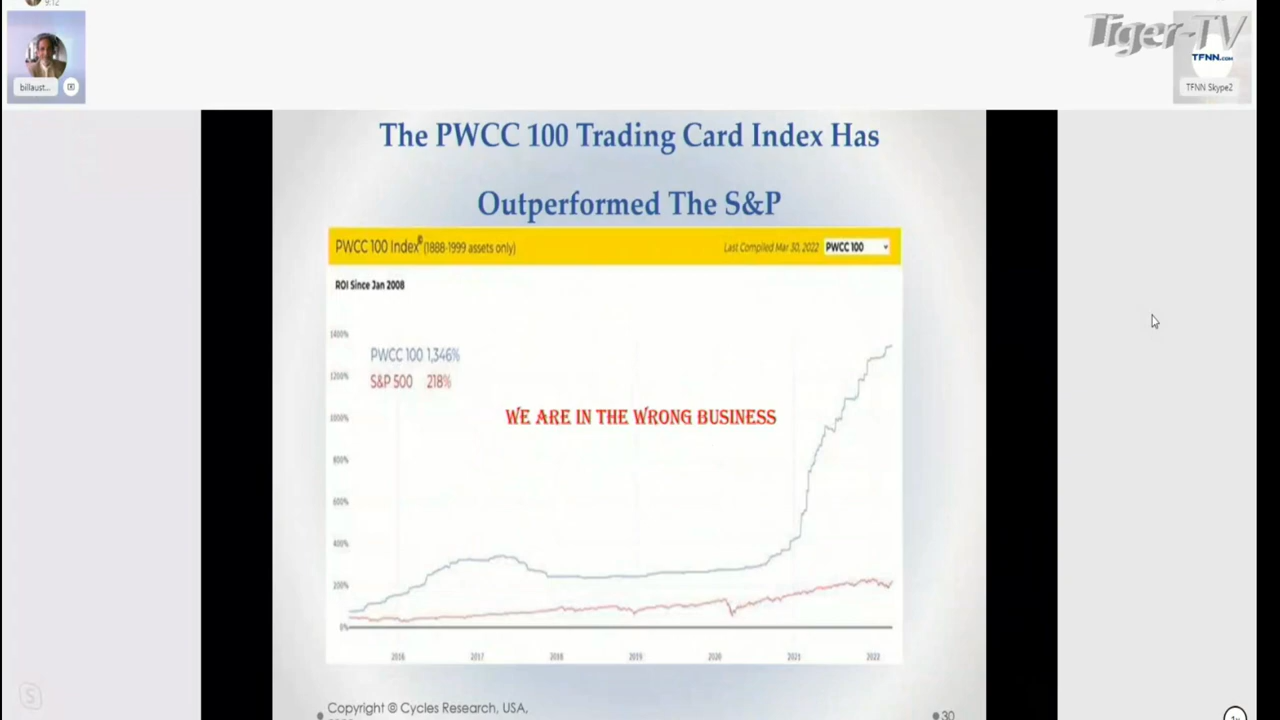 9:12
billaust...
Tiger-TV
TFNN.COM
TFNN Skype2
The PWCC 100 Trading Card Index Has
Outperformed The S&P
PWCC 100 Index© (1888-1999 assets only)
Last Compiled Mar 30, 2022
PWCC 100
ROI Since Jan 2008
1400%
PWCC 100 1,346%
1200%
S&P 500 218%
1000%
WE ARE IN THE WRONG BUSINESS
800%
600%
400%
200%
0%
2016 2017 2018 2019 2020 2021 2022
Copyright @ Cycles Research, USA,
30